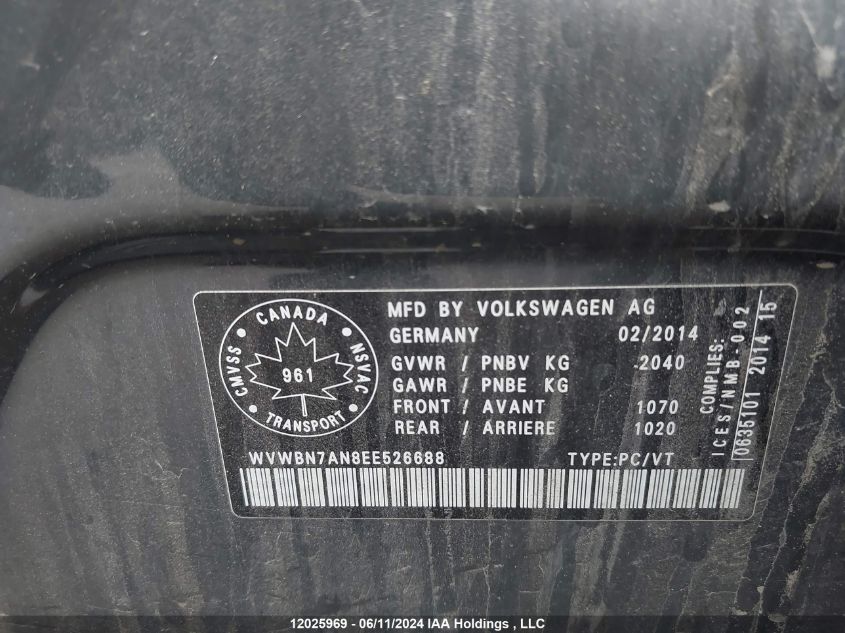 CANADA
CMVSS
NSVAC
961
TRANSPORT
MFD BY VOLKSWAGEN AG
GERMANY 02/2014
GVWR / PNBV KG 2040
GAWR / PNBE KG
FRONT / AVANT 1070
REAR / ARRIERE 1020
WVWBN7AN8EE526688 TYPE:PC/VT
COMPLIES:
ICES/NMB-002
0635101 2014 15
12025969 - 06/11/2024 IAA Holdings , LLC